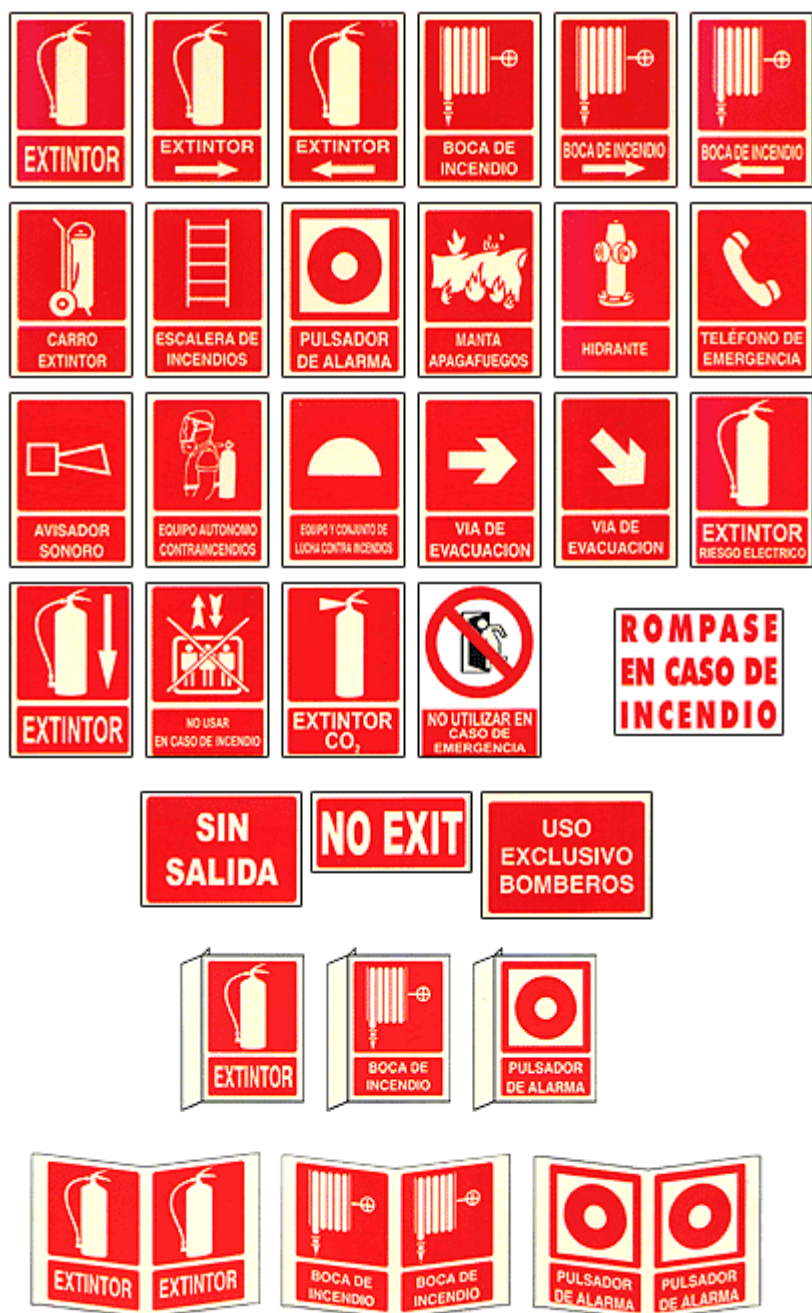 EXTINTOR
EXTINTOR
EXTINTOR
BOCA DE
INCENDIO
BOCA DE INCENDIO
BOCA DE INCENDIO
CARRO
EXTINTOR
ESCALERA DE
INCENDIOS
PULSADOR
DE ALARMA
MANTA
APAGAFUEGOS
HIDRANTE
TELÉFONO DE
EMERGENCIA
AVISADOR
SONORO
EQUIPO AUTONOMO
CONTRAINCENDIOS
EQUIPO Y CONJUNTO DE
LUCHA CONTRA INCENDIOS
VIA DE
EVACUACION
VIA DE
EVACUACION
EXTINTOR
RIESGO ELECTRICO
EXTINTOR
NO USAR
EN CASO DE INCENDIO
EXTINTOR
CO₂
NO UTILIZAR EN
CASO DE
EMERGENCIA
ROMPASE
EN CASO DE
INCENDIO
SIN
SALIDA
NO EXIT
USO
EXCLUSIVO
BOMBEROS
EXTINTOR
BOCA DE
INCENDIO
PULSADOR
DE ALARMA
EXTINTOR
EXTINTOR
BOCA DE
INCENDIO
BOCA DE
INCENDIO
PULSADOR
DE ALARMA
PULSADOR
DE ALARMA